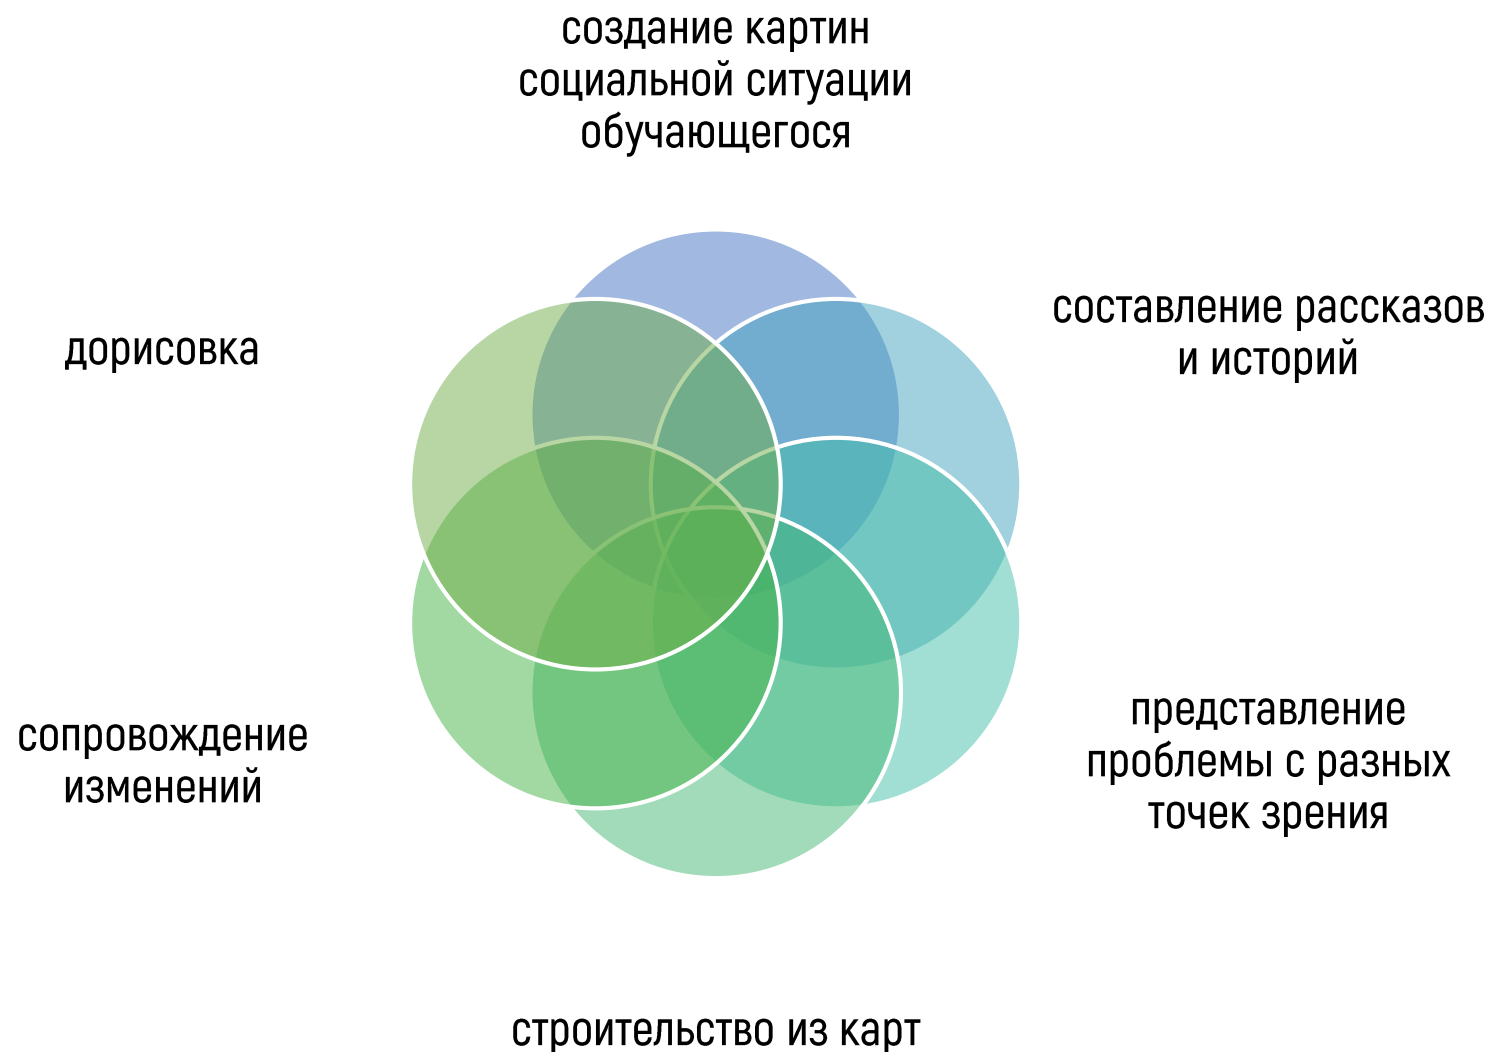 создание картин
социальной ситуации
обучающегося
составление рассказов
и историй
представление
проблемы с разных
точек зрения
строительство из карт
сопровождение
изменений
дорисовка